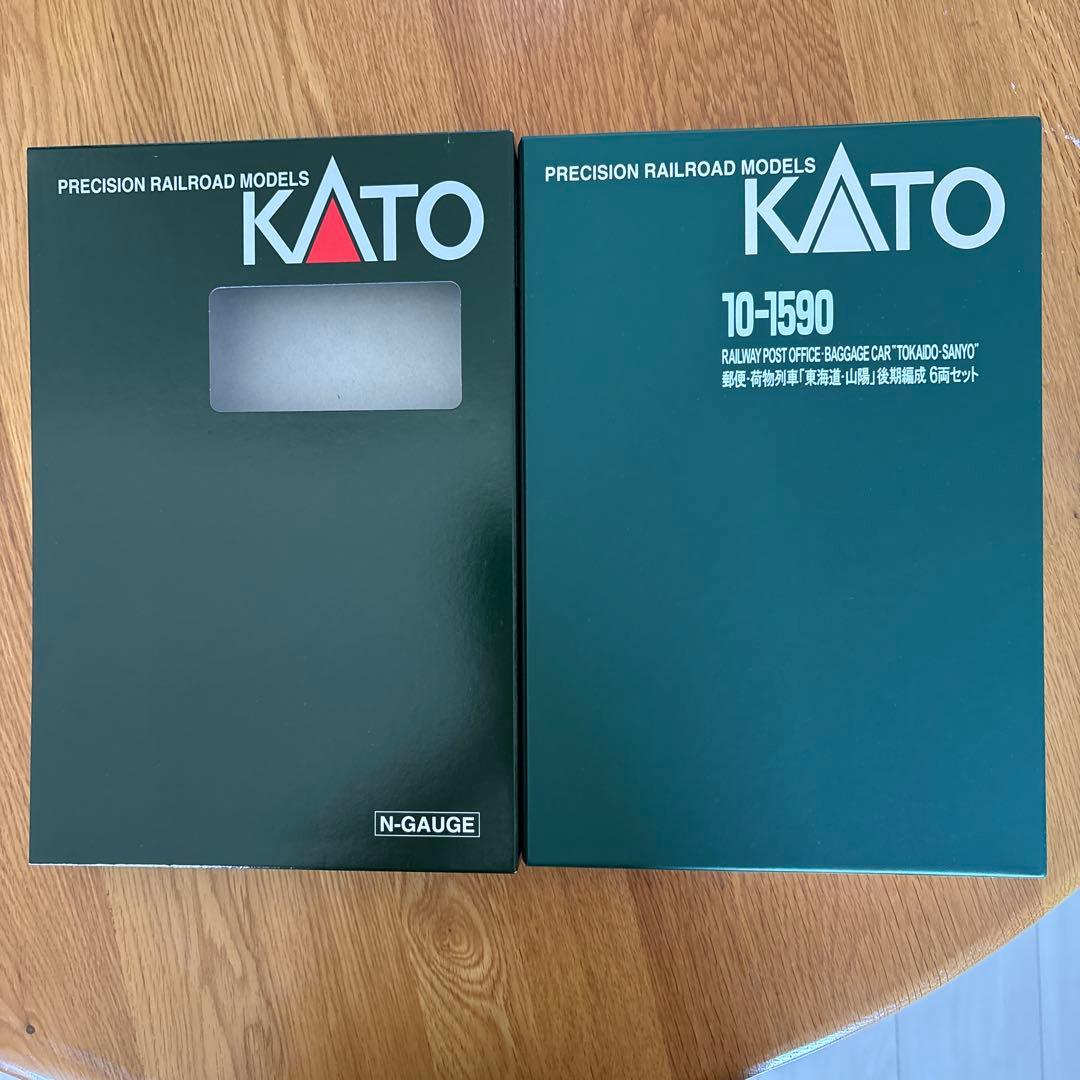 PRECISION RAILROAD MODELS
KATO
N-GAUGE
PRECISION RAILROAD MODELS
KATO
10-1590
RAILWAY POST OFFICE・BAGGAGE CAR "TOKAIDO・SANYO"
郵便・荷物列車「東海道・山陽」後期編成 6両セット